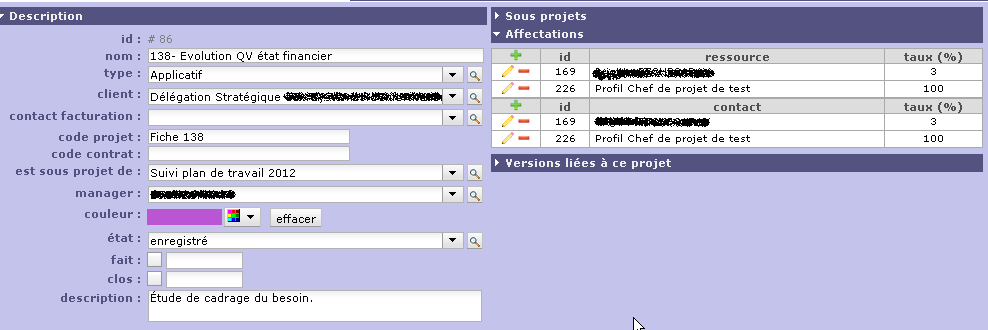 Description
id : # 86
nom : 138- Evolution QV état financier
type : Applicatif
client : Délégation Stratégique
contact facturation :
code projet : Fiche 138
code contrat :
est sous projet de : Suivi plan de travail 2012
manager :
couleur : effacer
état : enregistré
fait :
clos :
description : Étude de cadrage du besoin.
Sous projets
Affectations
id ressource taux (%)
169 3
226 Profil Chef de projet de test 100
id contact taux (%)
169 3
226 Profil Chef de projet de test 100
Versions liées à ce projet